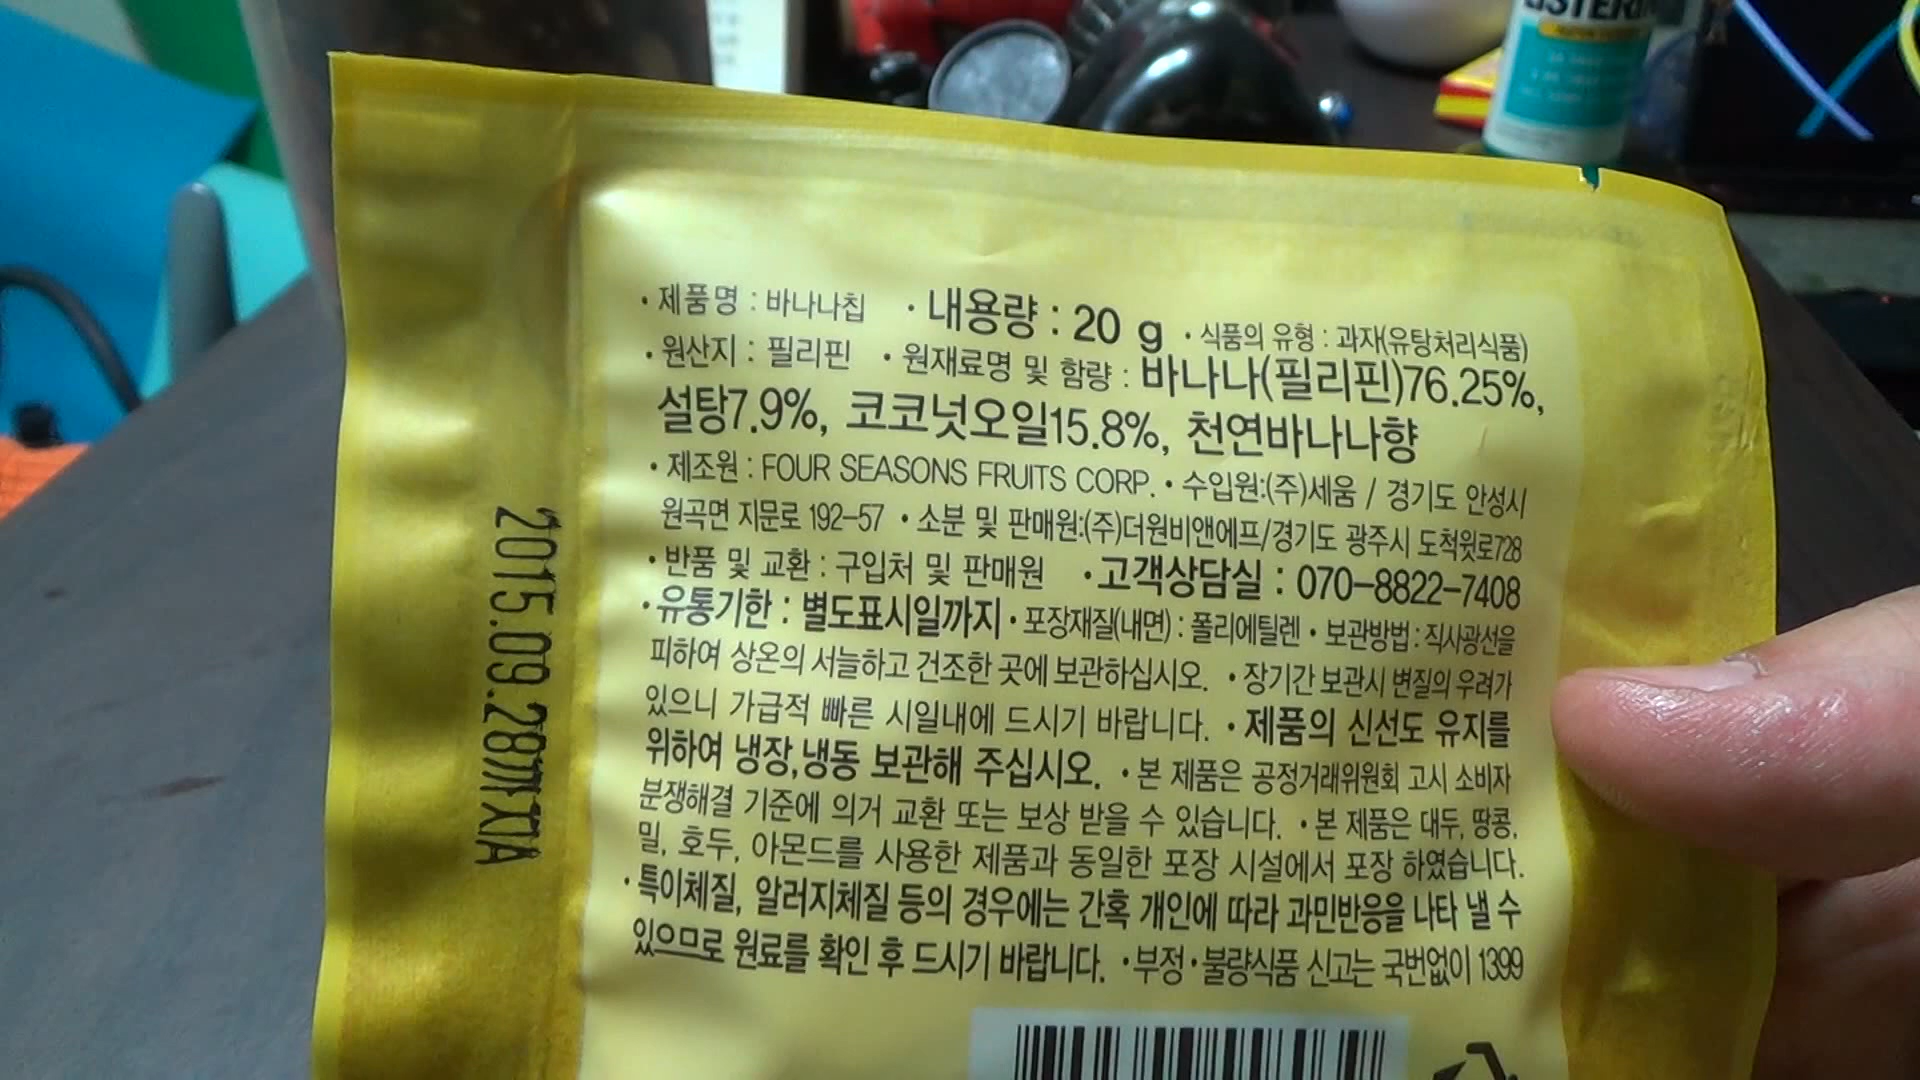 · 제품명 : 바나나칩 · 내용량 : 20 g · 식품의 유형 : 과자(유탕처리식품)
· 원산지 : 필리핀 · 원재료명 및 함량 : 바나나(필리핀)76.25%,
설탕7.9%, 코코넛오일15.8%, 천연바나나향
· 제조원 : FOUR SEASONS FRUITS CORP. · 수입원:(주)세움 / 경기도 안성시
원곡면 지문로 192-57 · 소분 및 판매원:(주)더원비앤에프/경기도 광주시 도척윗로728
· 반품 및 교환 : 구입처 및 판매원 · 고객상담실 : 070-8822-7408
· 유통기한 : 별도표시일까지 · 포장재질(내면) : 폴리에틸렌 · 보관방법 : 직사광선을
피하여 상온의 서늘하고 건조한 곳에 보관하십시오. · 장기간 보관시 변질의 우려가
있으니 가급적 빠른 시일내에 드시기 바랍니다. · 제품의 신선도 유지를
위하여 냉장,냉동 보관해 주십시오. · 본 제품은 공정거래위원회 고시 소비자
분쟁해결 기준에 의거 교환 또는 보상 받을 수 있습니다. · 본 제품은 대두, 땅콩,
밀, 호두, 아몬드를 사용한 제품과 동일한 포장 시설에서 포장 하였습니다.
· 특이체질, 알러지체질 등의 경우에는 간혹 개인에 따라 과민반응을 나타 낼 수
있으므로 원료를 확인 후 드시기 바랍니다. · 부정·불량식품 신고는 국번없이 1399
2015.09.28까지A